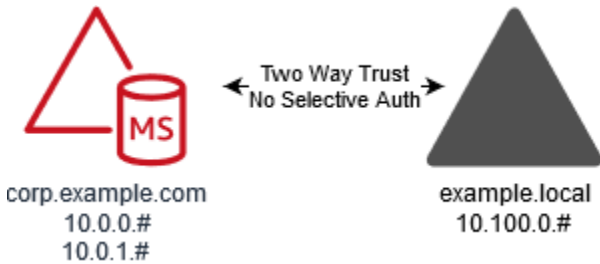 Two Way Trust
No Selective Auth
MS
corp.example.com
10.0.0.#
10.0.1.#
example.local
10.100.0.#